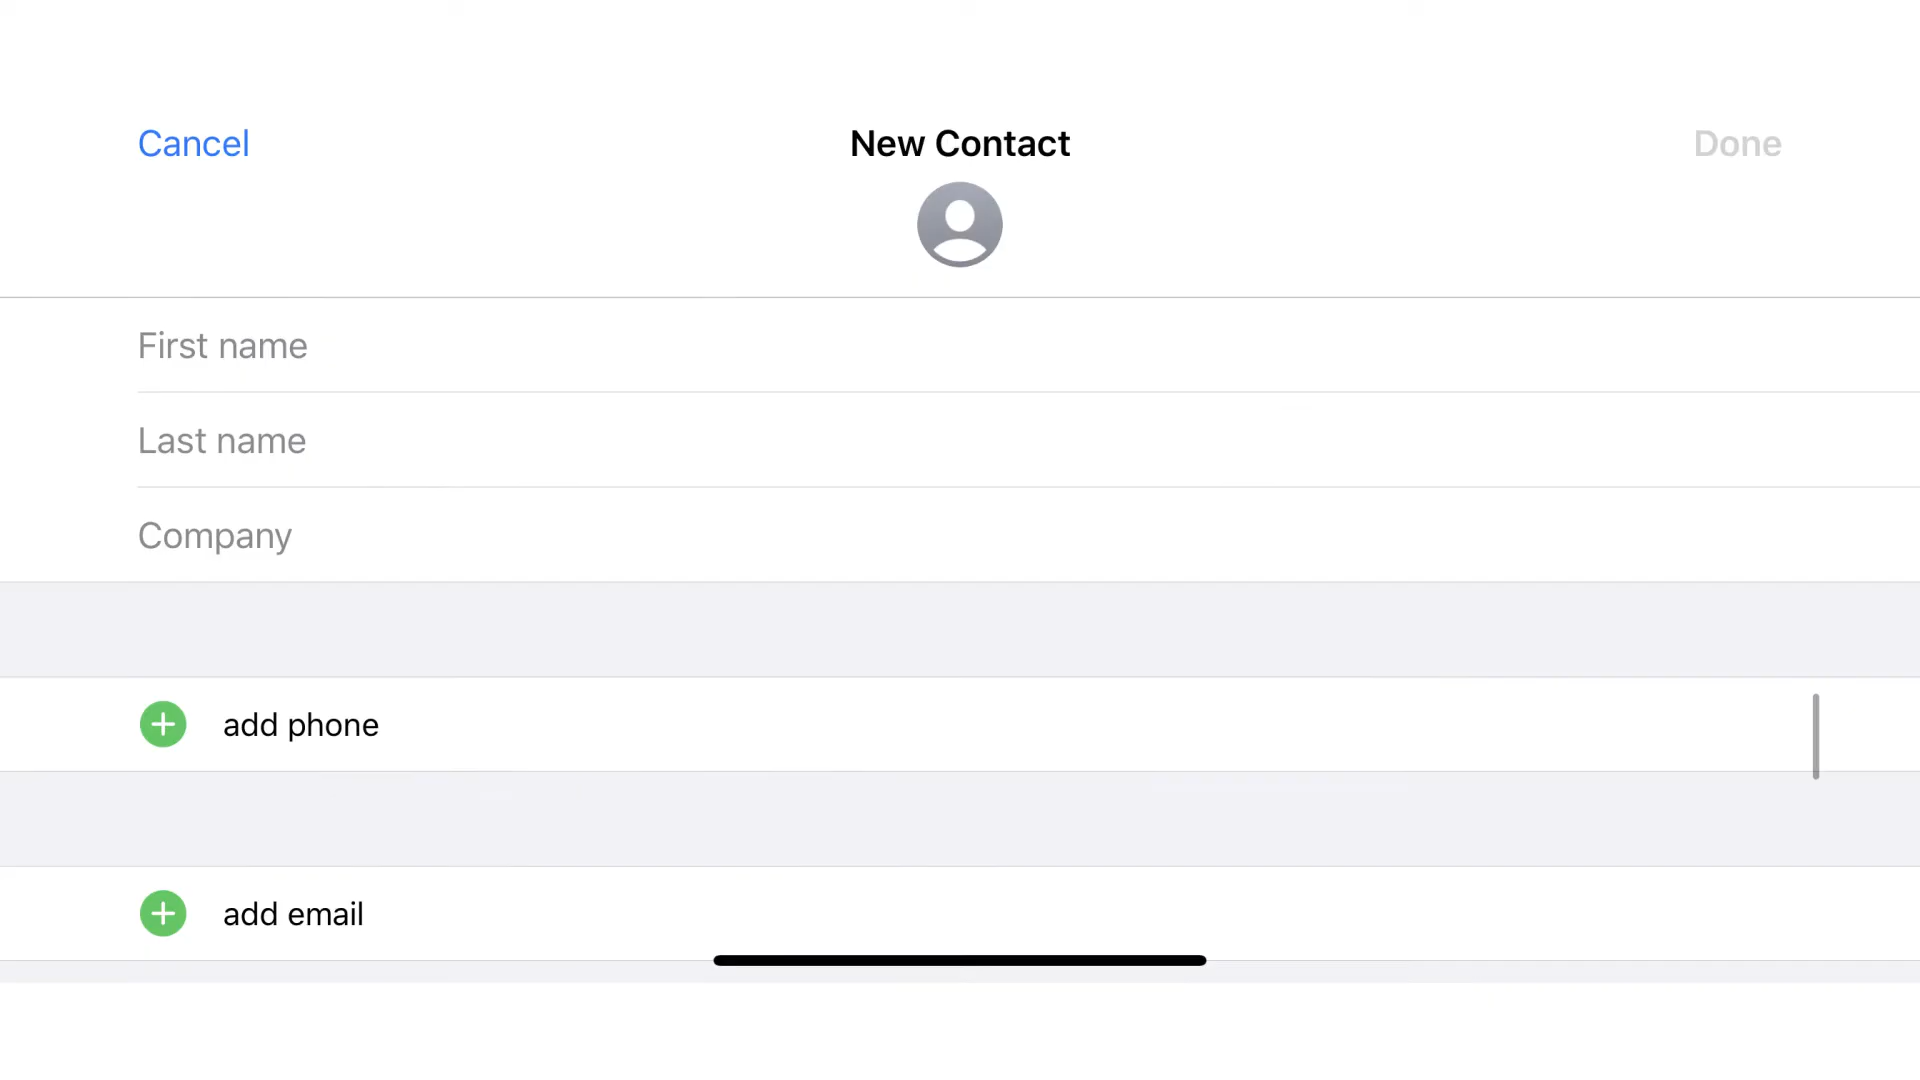 Cancel
New Contact
Done
First name
Last name
Company
add phone
add email